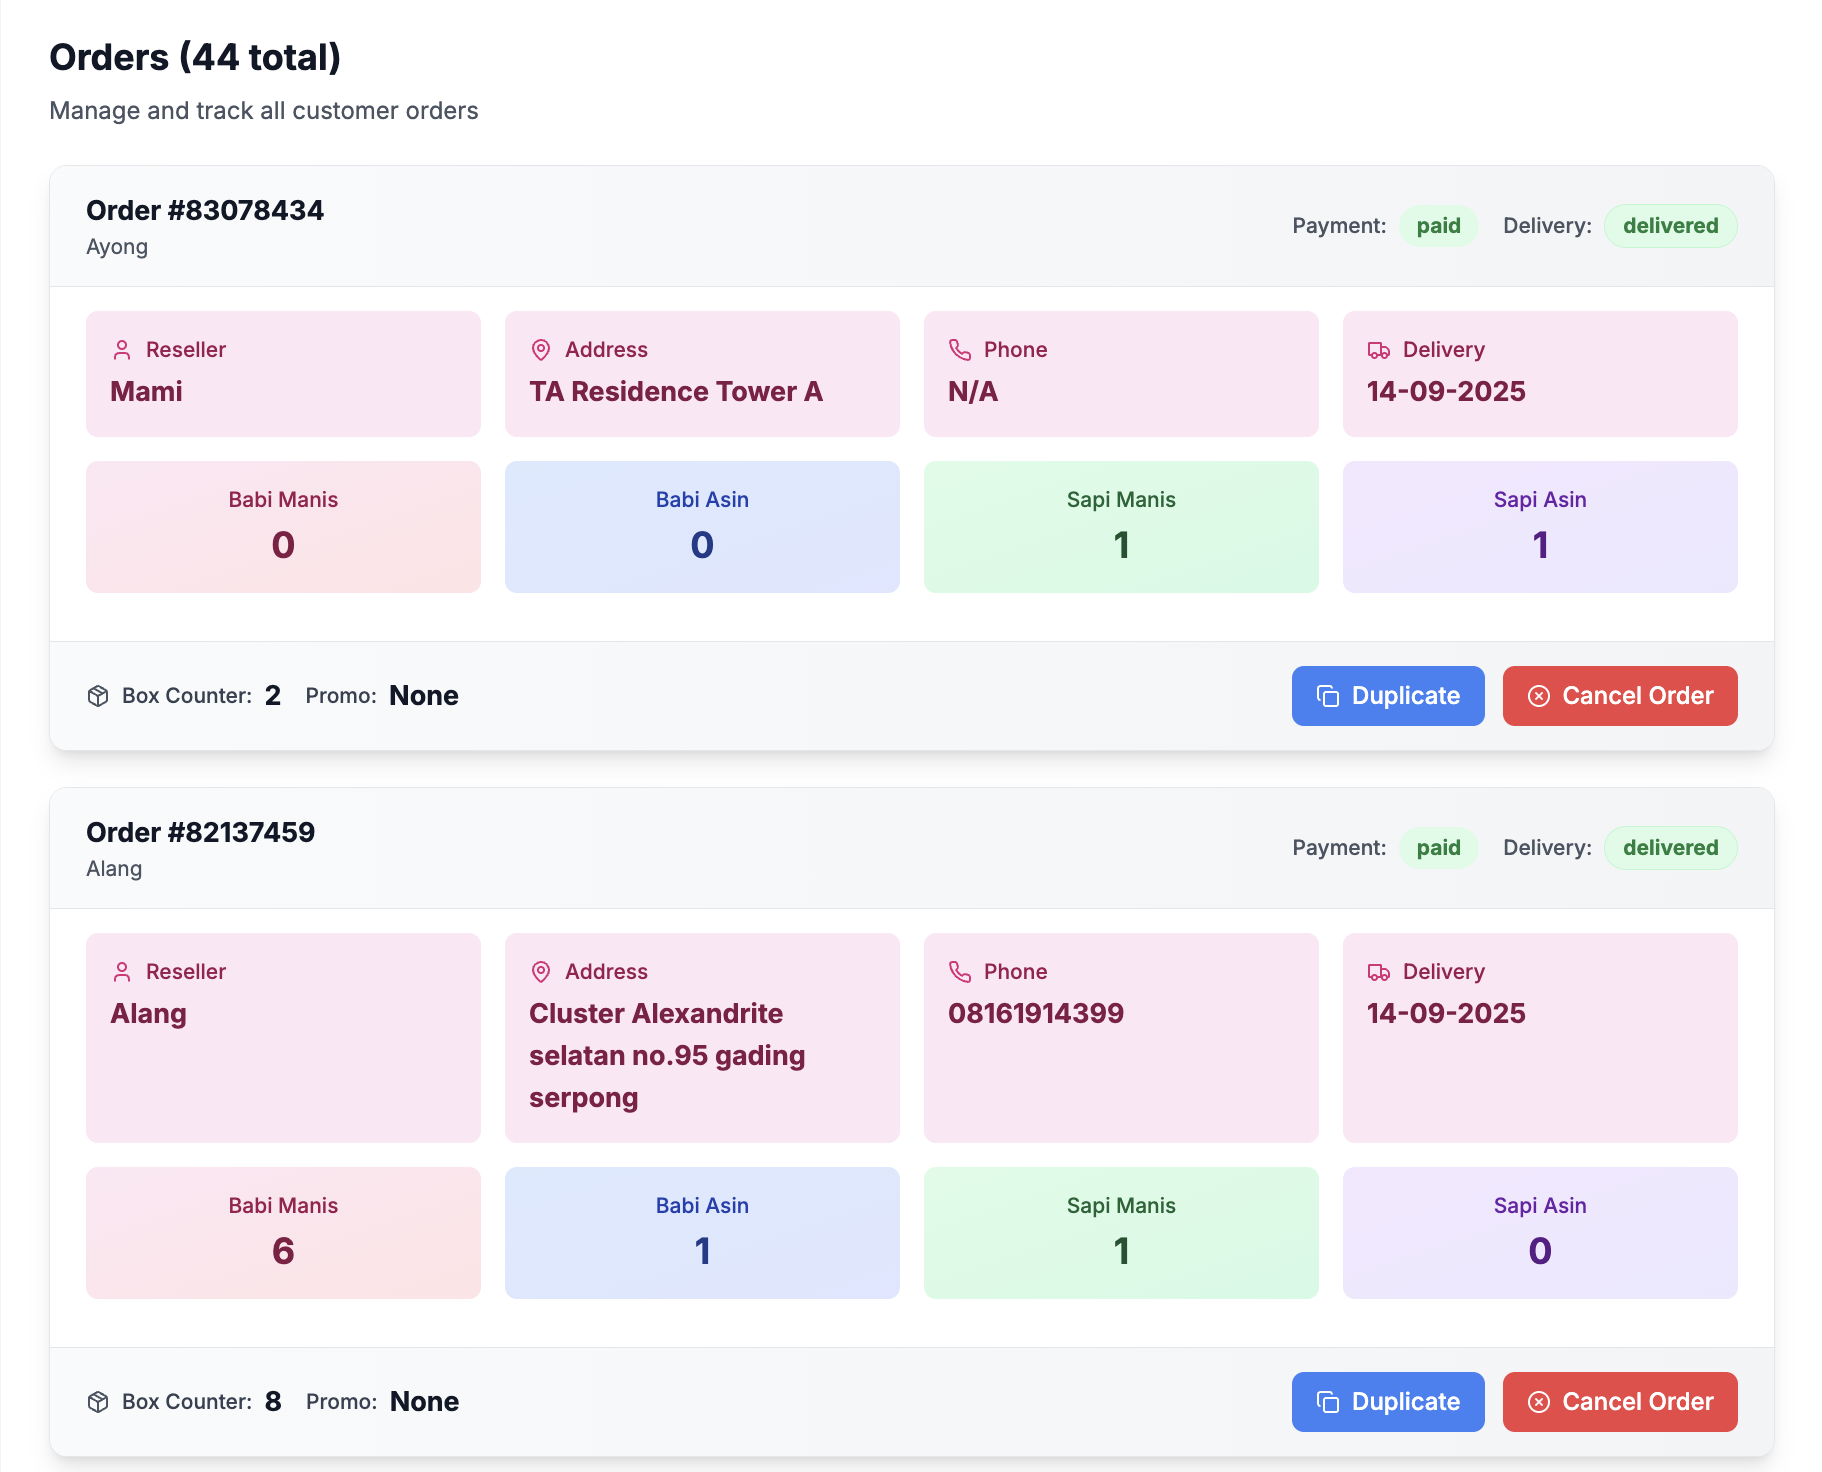 Orders (44 total)
Manage and track all customer orders
Order #83078434
Ayong
Payment: paid Delivery: delivered
Reseller
Mami
Address
TA Residence Tower A
Phone
N/A
Delivery
14-09-2025
Babi Manis
0
Babi Asin
0
Sapi Manis
1
Sapi Asin
1
Box Counter: 2 Promo: None
Duplicate
Cancel Order
Order #82137459
Alang
Payment: paid Delivery: delivered
Reseller
Alang
Address
Cluster Alexandrite
selatan no.95 gading
serpong
Phone
08161914399
Delivery
14-09-2025
Babi Manis
6
Babi Asin
1
Sapi Manis
1
Sapi Asin
0
Box Counter: 8 Promo: None
Duplicate
Cancel Order